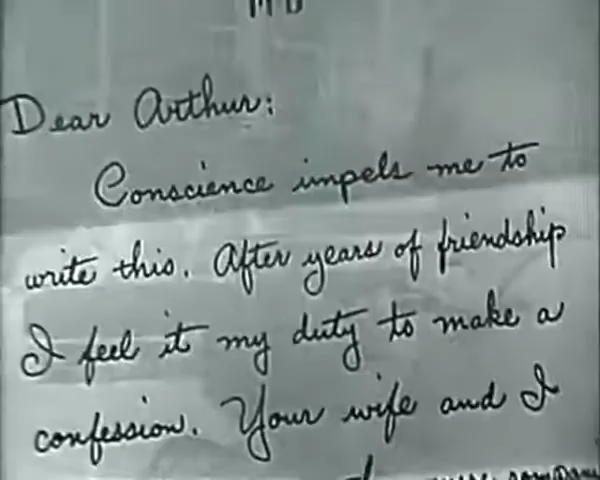 Dear Arthur:
Conscience impels me to
write this. After years of friendship
I feel it my duty to make a
confession. Your wife and I